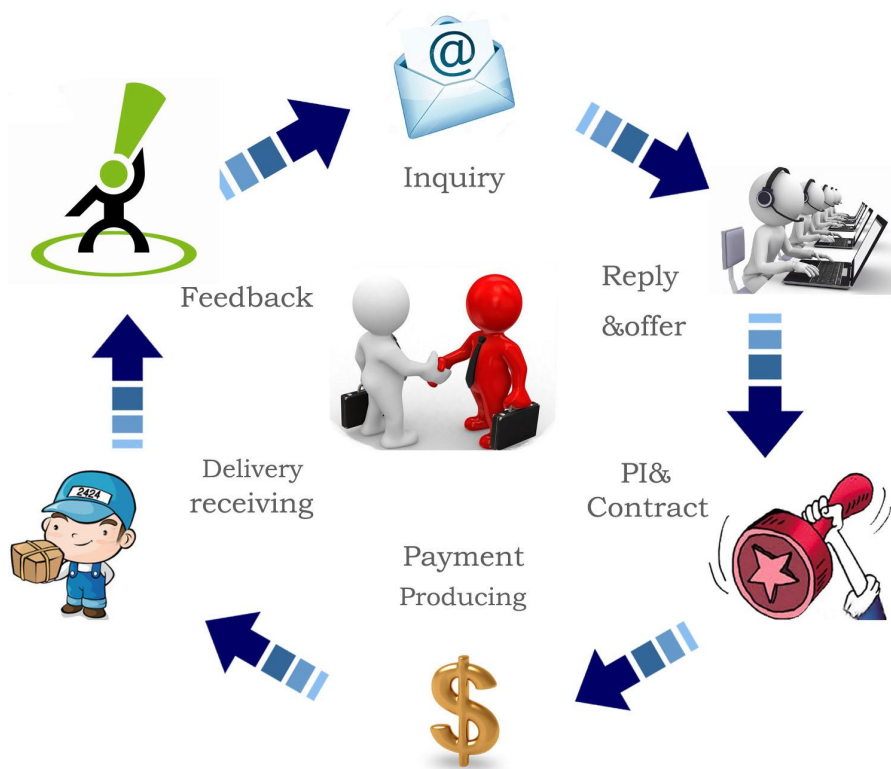 @
Inquiry
Reply
&offer
PI&
Contract
Payment
Producing
$
Delivery
receiving
2424
Feedback